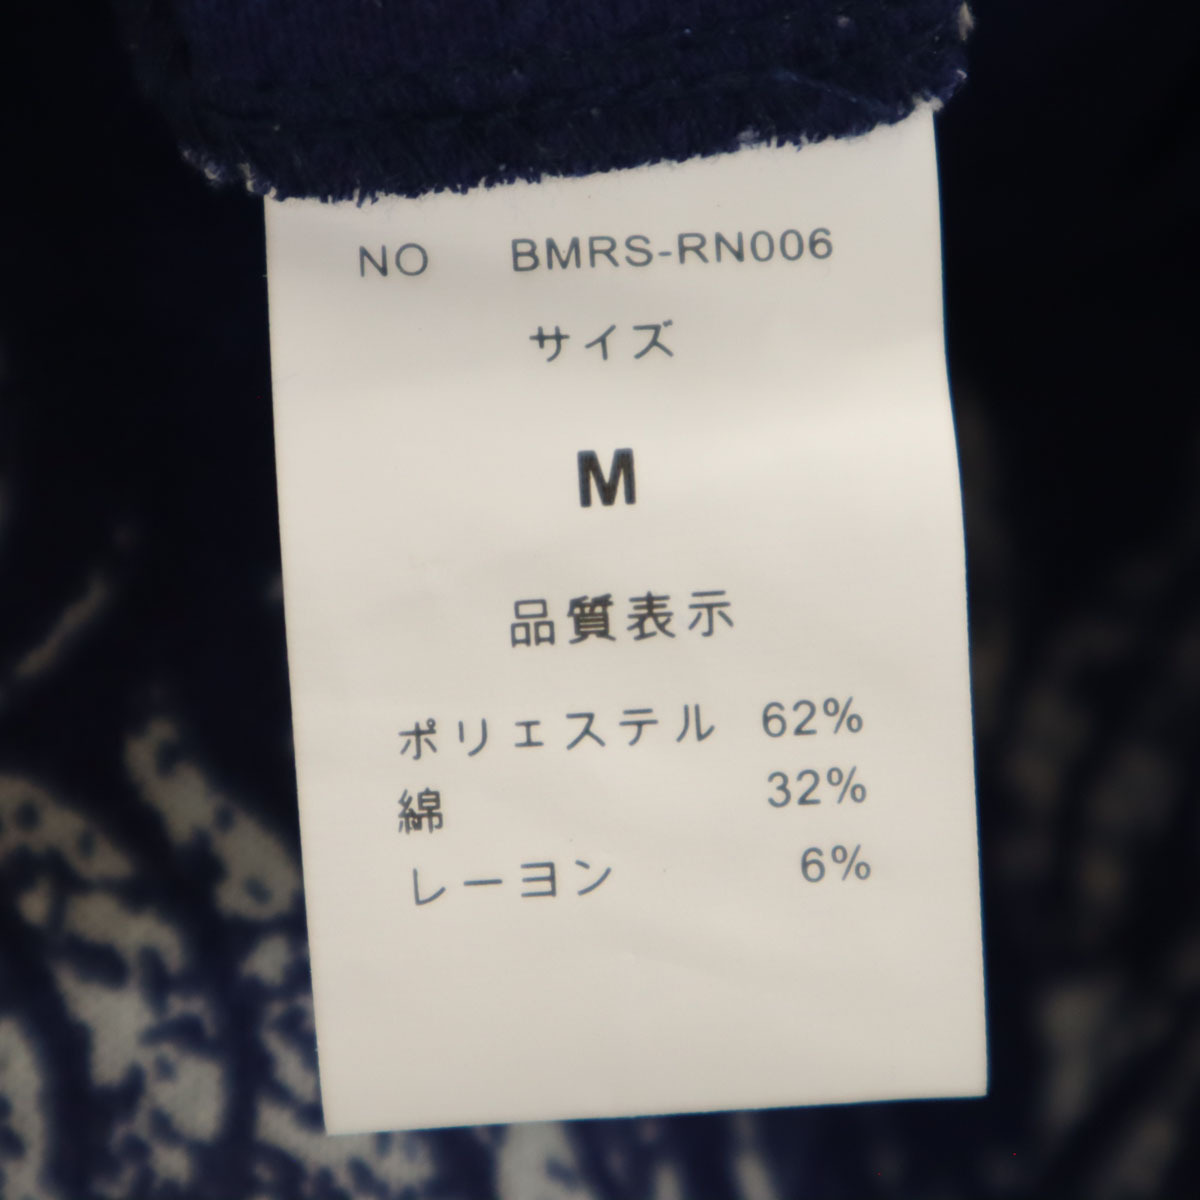 NO BMRS-RN006
サイズ
M
品質表示
ポリエステル 62%
綿 32%
レーヨン 6%